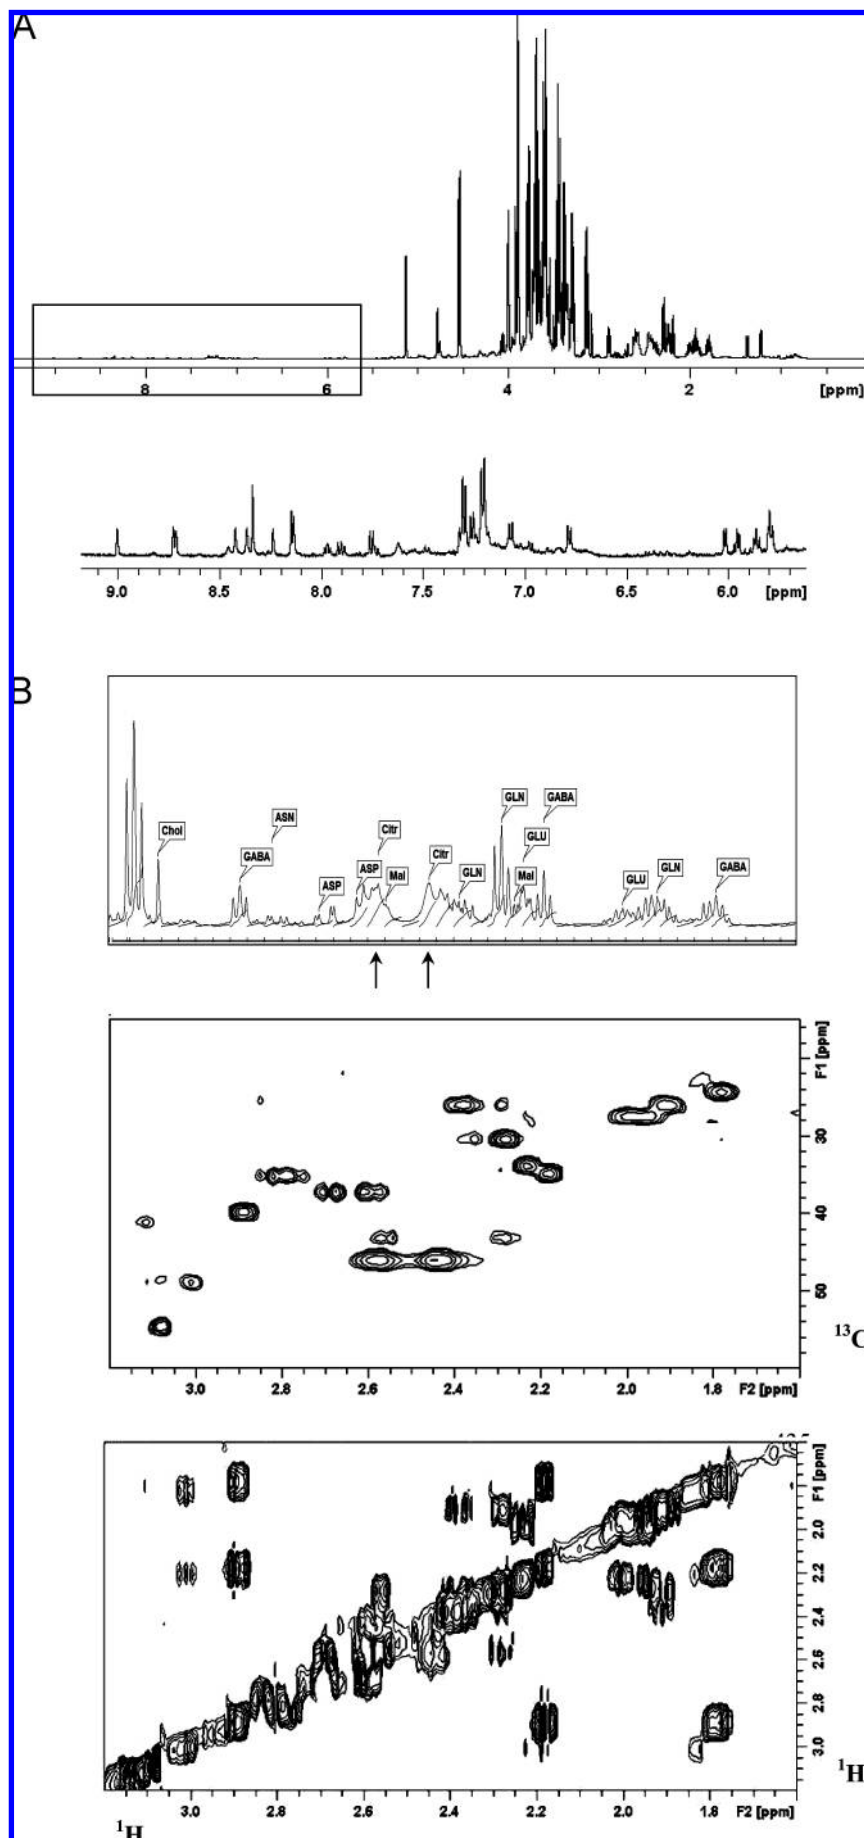 A
8 6 4 2 [ppm]
9.0 8.5 8.0 7.5 7.0 6.5 6.0 [ppm]
B
Chol
GABA
ASN
ASP
ASP
Citr
Mal
Citr
GLN
GLN
Mal
GLU
GABA
GLU
GLN
GABA
F1 [ppm]
30
40
50
13C
3.0 2.8 2.6 2.4 2.2 2.0 1.8 F2 [ppm]
F1 [ppm]
2.0
2.2
2.4
2.6
2.8
3.0
1H
3.0 2.8 2.6 2.4 2.2 2.0 1.8 F2 [ppm]
1H